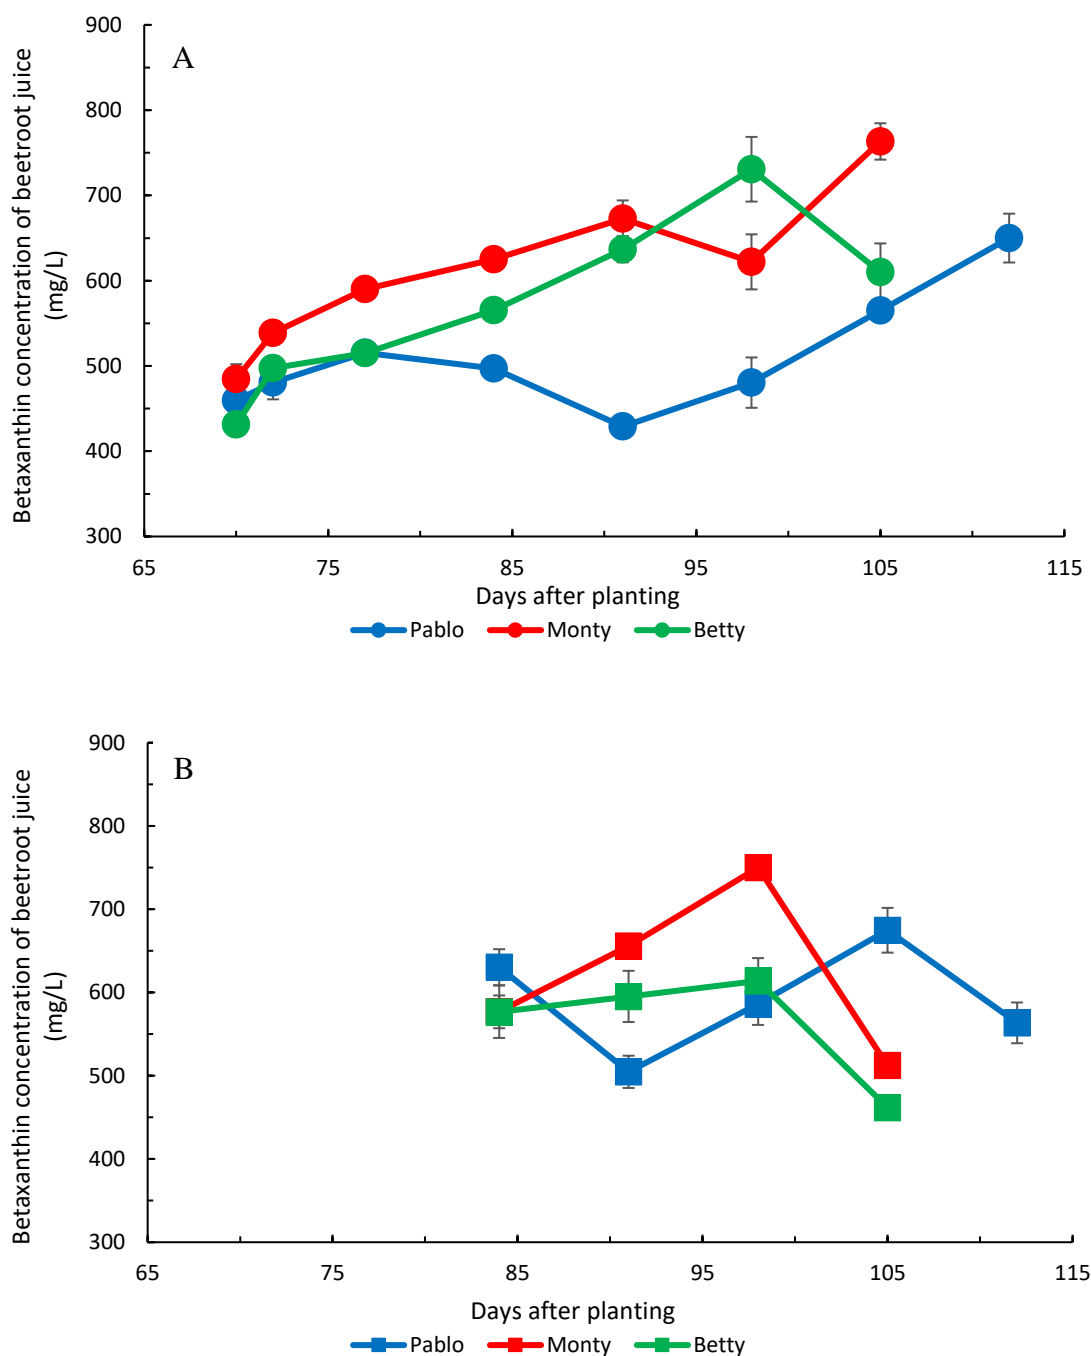 A
Betaxanthin concentration of beetroot juice
(mg/L)
900
800
700
600
500
400
300
65 75 85 95 105 115
Days after planting
Pablo Monty Betty
B
Betaxanthin concentration of beetroot juice
(mg/L)
900
800
700
600
500
400
300
65 75 85 95 105 115
Days after planting
Pablo Monty Betty